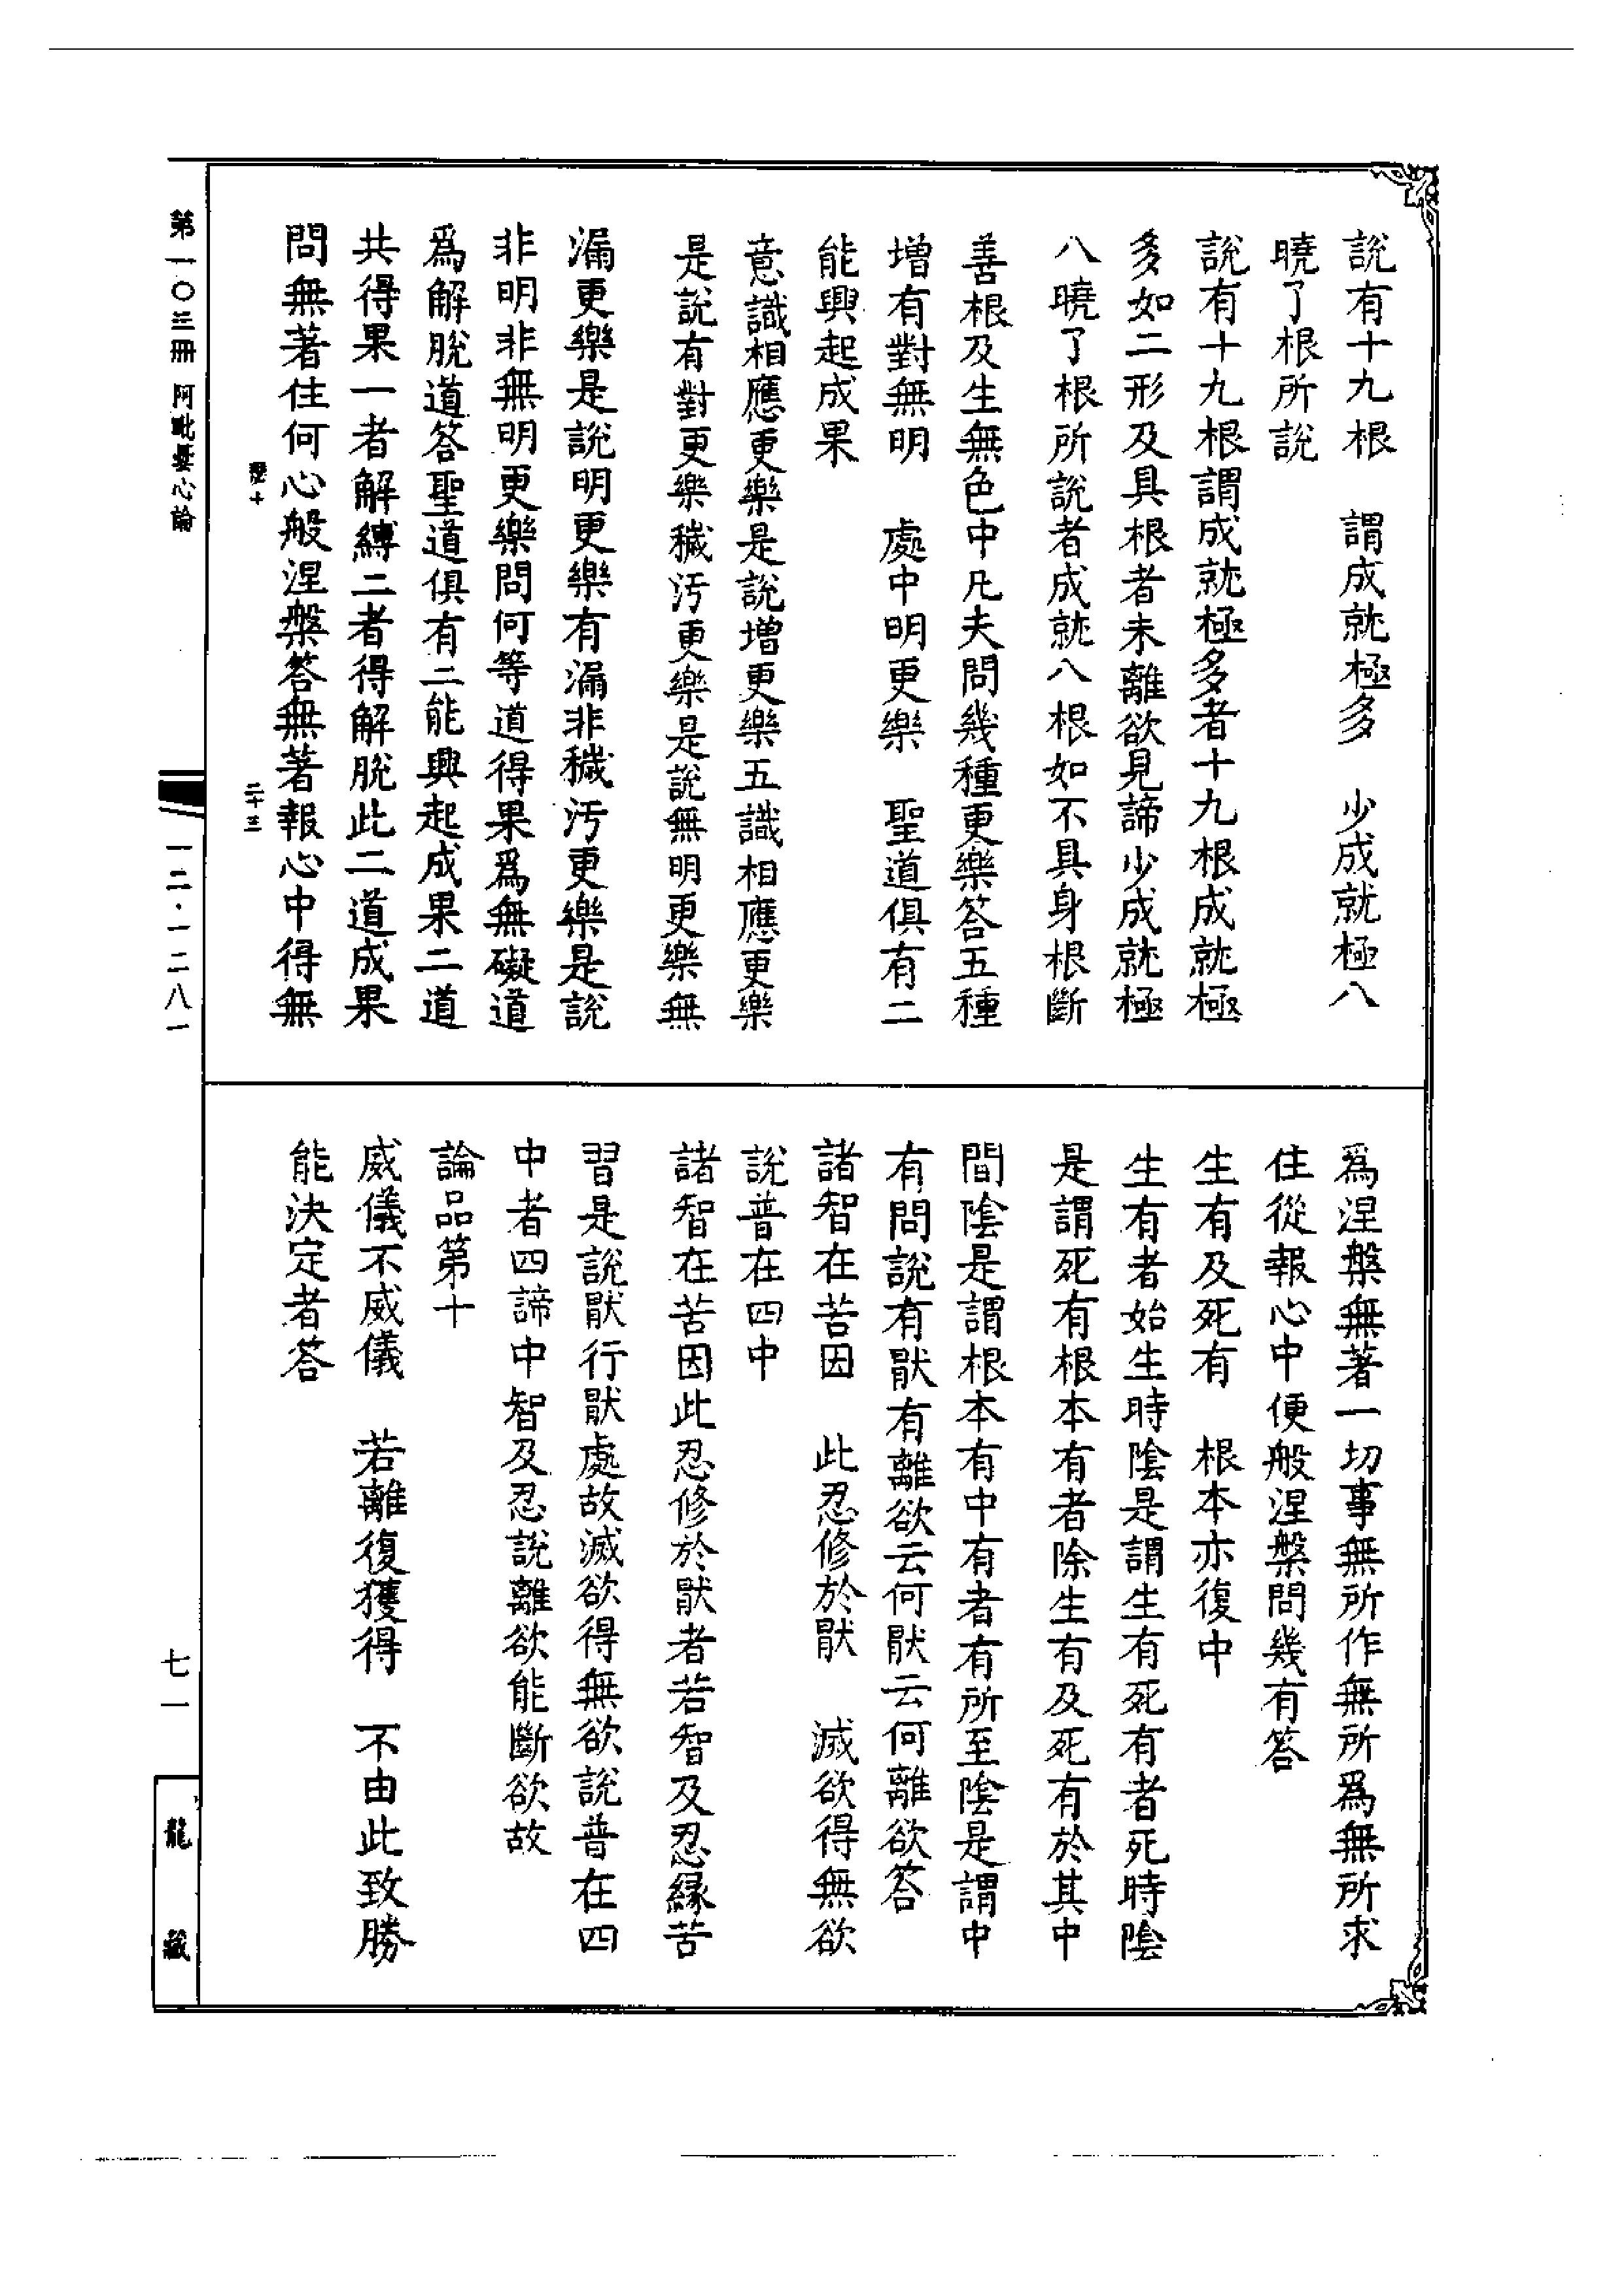 說有十九根　謂成就極多　少成就極八
曉了根所說
說有十九根謂成就極多者十九根成就極
多如二形及具根者未離欲見諦少成就極
八曉了根所說者成就八根如不具身根斷
善根及生無色中凡夫問幾種更樂答五種
增有對無明　處中明更樂　聖道俱有二
能興起成果
意識相應更樂是說增更樂五識相應更樂
是說有對更樂穢污更樂是說無明更樂無
漏更樂是說明更樂有漏非穢污更樂是說
非明非無明更樂問何等道得果為無礙道
為解脫道答聖道俱有二能興起成果二道
共得果一者解縛二者得解脫此二道成果
問無著住何心般涅槃答無著報心中得無
二十三
為涅槃無著一切事無所作無所為無所求
住從報心中便般涅槃問幾有答
生有及死有　根本亦復中
生有者始生時陰是謂生有死有者死時陰
是謂死有根本有者除生有及死有於其中
間陰是謂根本有中有者有所至陰是謂中
有問說有猒有離欲云何猒云何離欲答
諸智在苦因　此忍修於猒　滅欲得無欲
說普在四中
諸智在苦因此忍修於猒者若智及忍緣苦
習是說猒行猒處故滅欲得無欲說普在四
中者四諦中智及忍說離欲能斷欲故
論品第十
威儀不威儀　若離復獲得　不由此致勝
能決定者答
第一〇三冊　阿毗曇心論
一二·一二八一
七一
龍藏